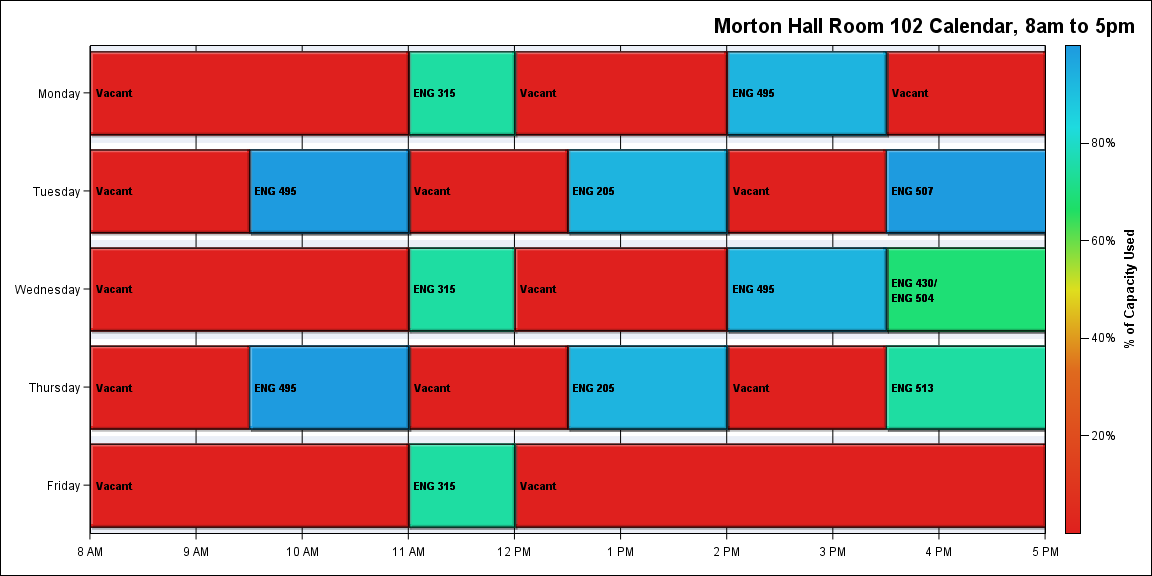 Morton Hall Room 102 Calendar, 8am to 5pm
Monday
Vacant
ENG 315
Vacant
ENG 495
Vacant
Tuesday
Vacant
ENG 495
Vacant
ENG 205
Vacant
ENG 507
Wednesday
Vacant
ENG 315
Vacant
ENG 495
ENG 430/
ENG 504
Thursday
Vacant
ENG 495
Vacant
ENG 205
Vacant
ENG 513
Friday
Vacant
ENG 315
Vacant
8 AM
9 AM
10 AM
11 AM
12 PM
1 PM
2 PM
3 PM
4 PM
5 PM
80%
60%
40%
20%
% of Capacity Used